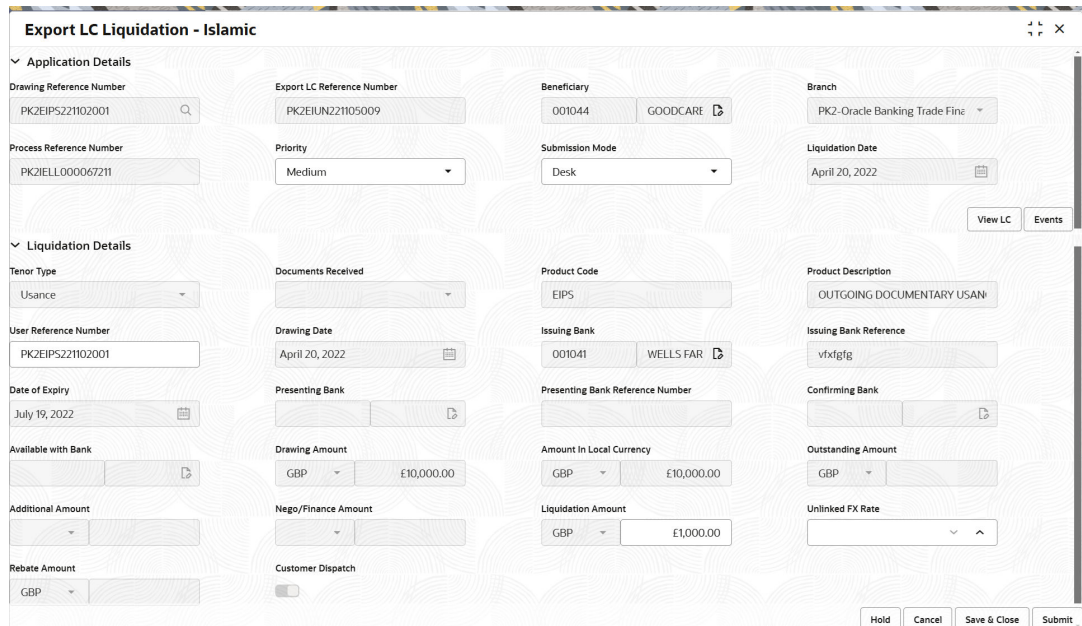 Export LC Liquidation - Islamic
Application Details
Drawing Reference Number Export LC Reference Number Beneficiary Branch
PK2EIPS221102001 PK2EIUN221105009 001044 GOODCARE PK2-Oracle Banking Trade Fina
Process Reference Number Priority Submission Mode Liquidation Date
PK2IELL000067211 Medium Desk April 20, 2022
View LC Events
Liquidation Details
Tenor Type Documents Received Product Code Product Description
Usance EIPS OUTGOING DOCUMENTARY USAN
User Reference Number Drawing Date Issuing Bank Issuing Bank Reference
PK2EIPS221102001 April 20, 2022 001041 WELLS FAR vfxfgfg
Date of Expiry Presenting Bank Presenting Bank Reference Number Confirming Bank
July 19, 2022
Available with Bank Drawing Amount Amount In Local Currency Outstanding Amount
GBP £10,000.00 GBP £10,000.00 GBP
Additional Amount Nego/Finance Amount Liquidation Amount Unlinked FX Rate
GBP £1,000.00
Rebate Amount Customer Dispatch
GBP
Hold Cancel Save & Close Submit